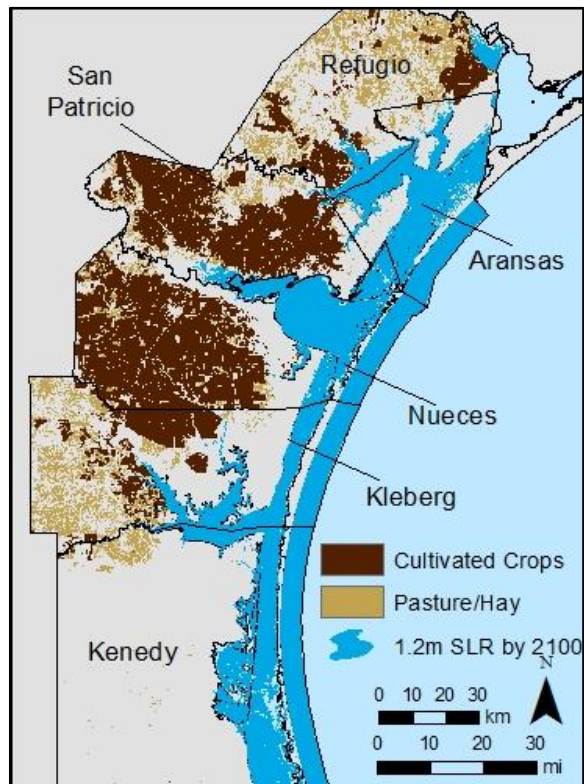 San
Patricio
Refugio
Aransas
Nueces
Kleberg
Kenedy
Cultivated Crops
Pasture/Hay
1.2m SLR by 2100
N
0 10 20 30
km
0 10 20 30
mi